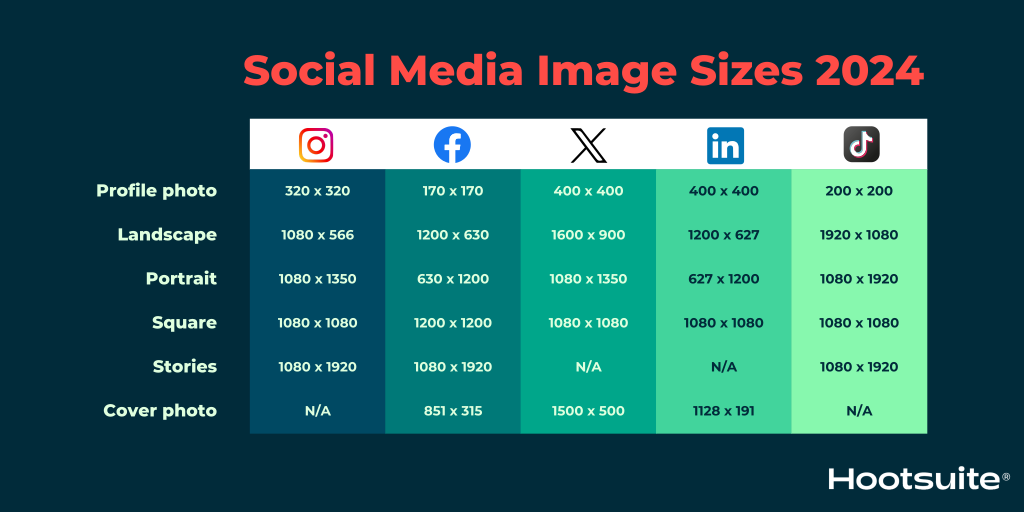 Social Media Image Sizes 2024
Profile photo 320 x 320 170 x 170 400 x 400 400 x 400 200 x 200
Landscape 1080 x 566 1200 x 630 1600 x 900 1200 x 627 1920 x 1080
Portrait 1080 x 1350 630 x 1200 1080 x 1350 627 x 1200 1080 x 1920
Square 1080 x 1080 1200 x 1200 1080 x 1080 1080 x 1080 1080 x 1080
Stories 1080 x 1920 1080 x 1920 N/A N/A 1080 x 1920
Cover photo N/A 851 x 315 1500 x 500 1128 x 191 N/A
Hootsuite®